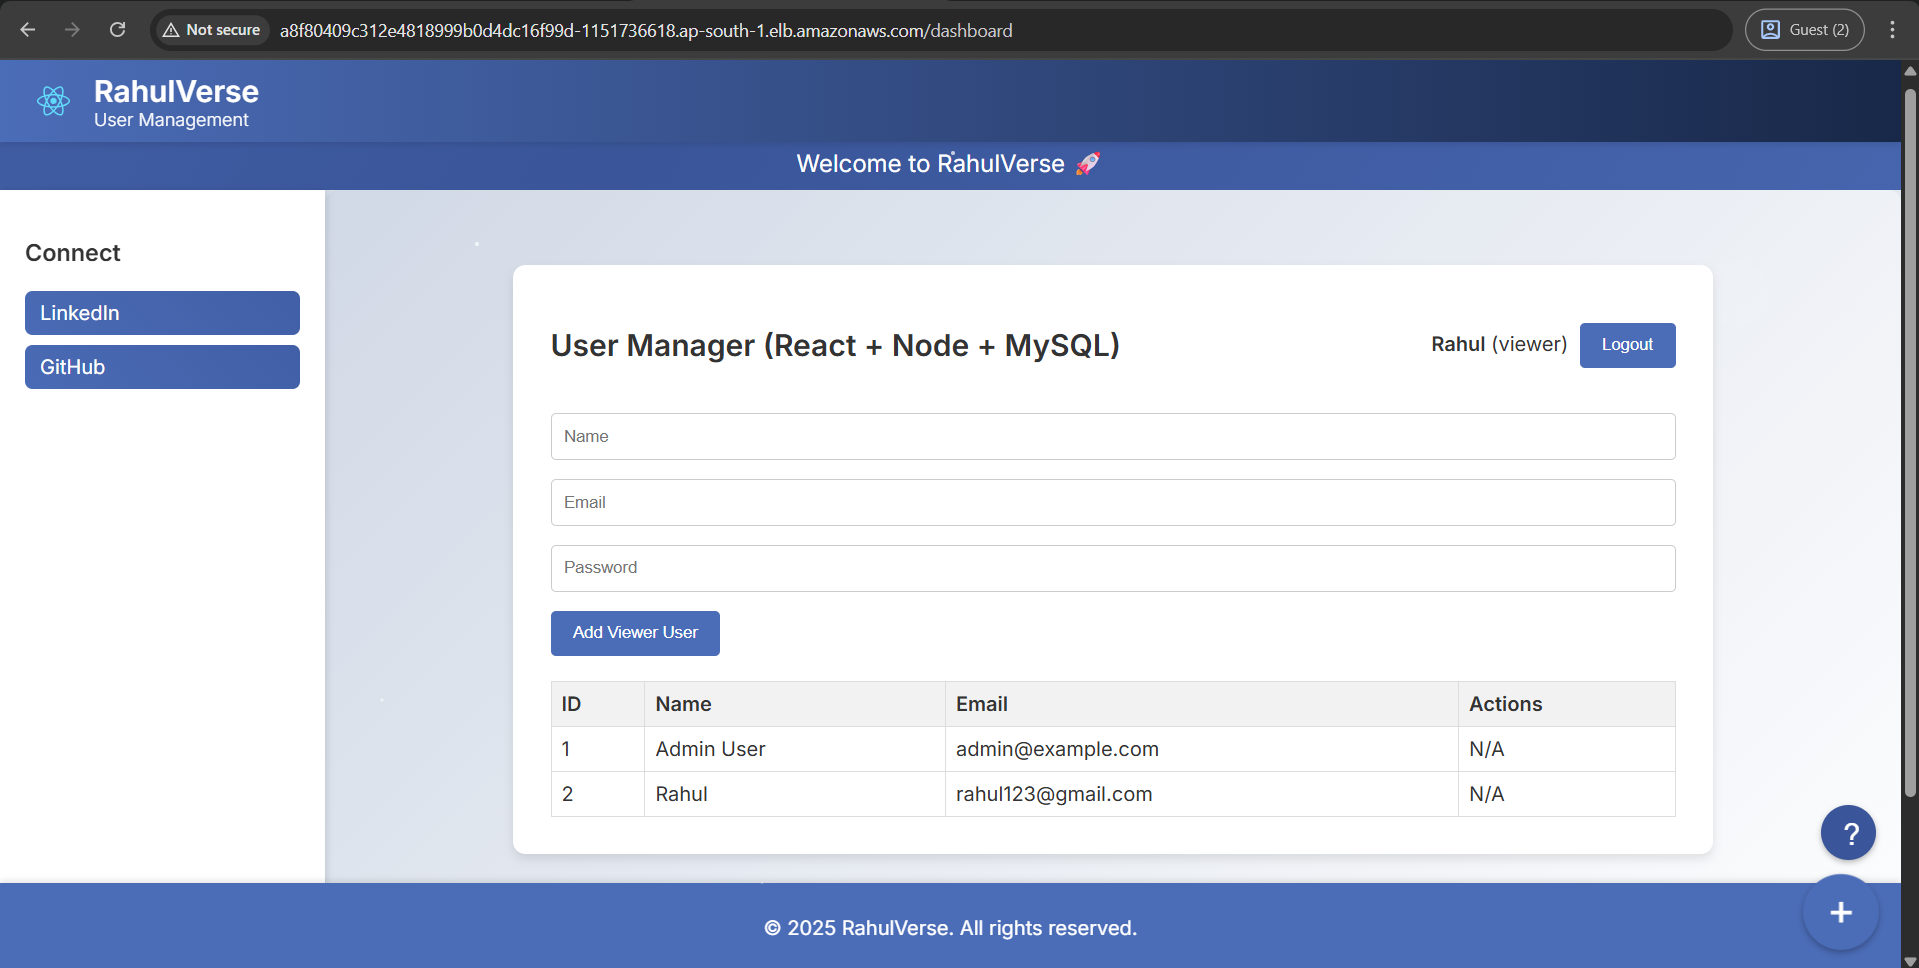 Not secure
a8f80409c312e4818999b0d4dc16f99d-1151736618.ap-south-1.elb.amazonaws.com/dashboard
Guest (2)
RahulVerse
User Management
Welcome to RahulVerse 🚀
Connect
LinkedIn
GitHub
User Manager (React + Node + MySQL)
Rahul (viewer)
Logout
Name
Email
Password
Add Viewer User
ID Name Email Actions
1 Admin User admin@example.com N/A
2 Rahul rahul123@gmail.com N/A
?
+
© 2025 RahulVerse. All rights reserved.